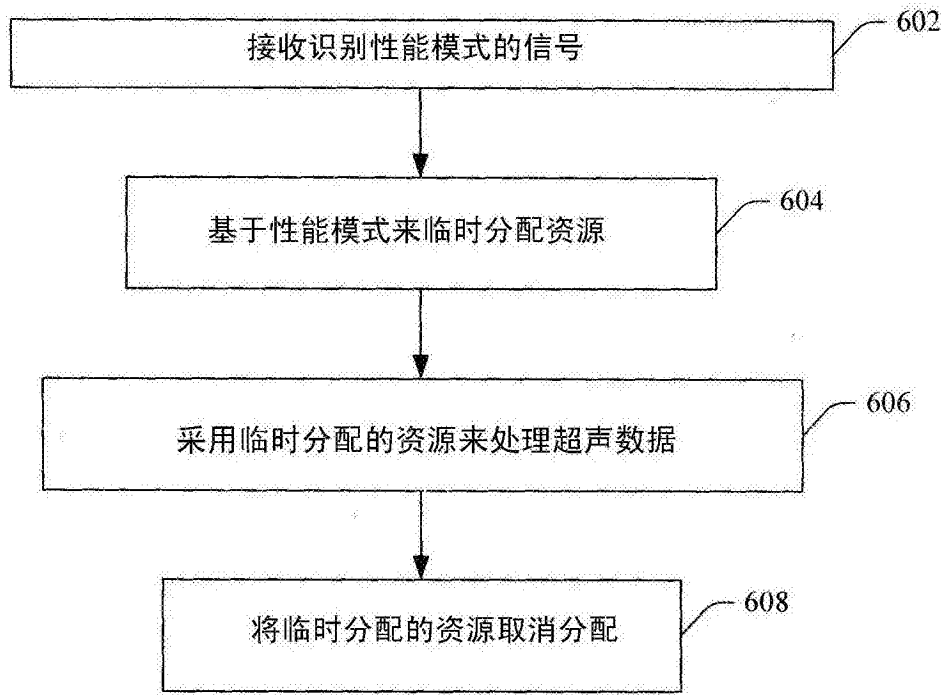 接收识别性能模式的信号
602
基于性能模式来临时分配资源
604
采用临时分配的资源来处理超声数据
606
将临时分配的资源取消分配
608